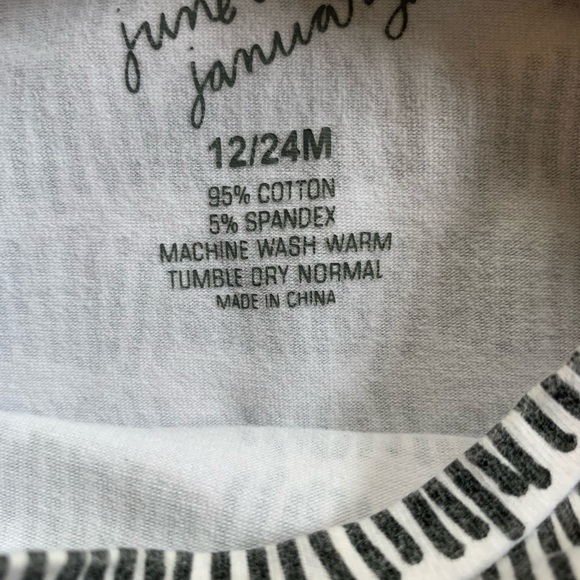 june
january
12/24M
95% COTTON
5% SPANDEX
MACHINE WASH WARM
TUMBLE DRY NORMAL
MADE IN CHINA